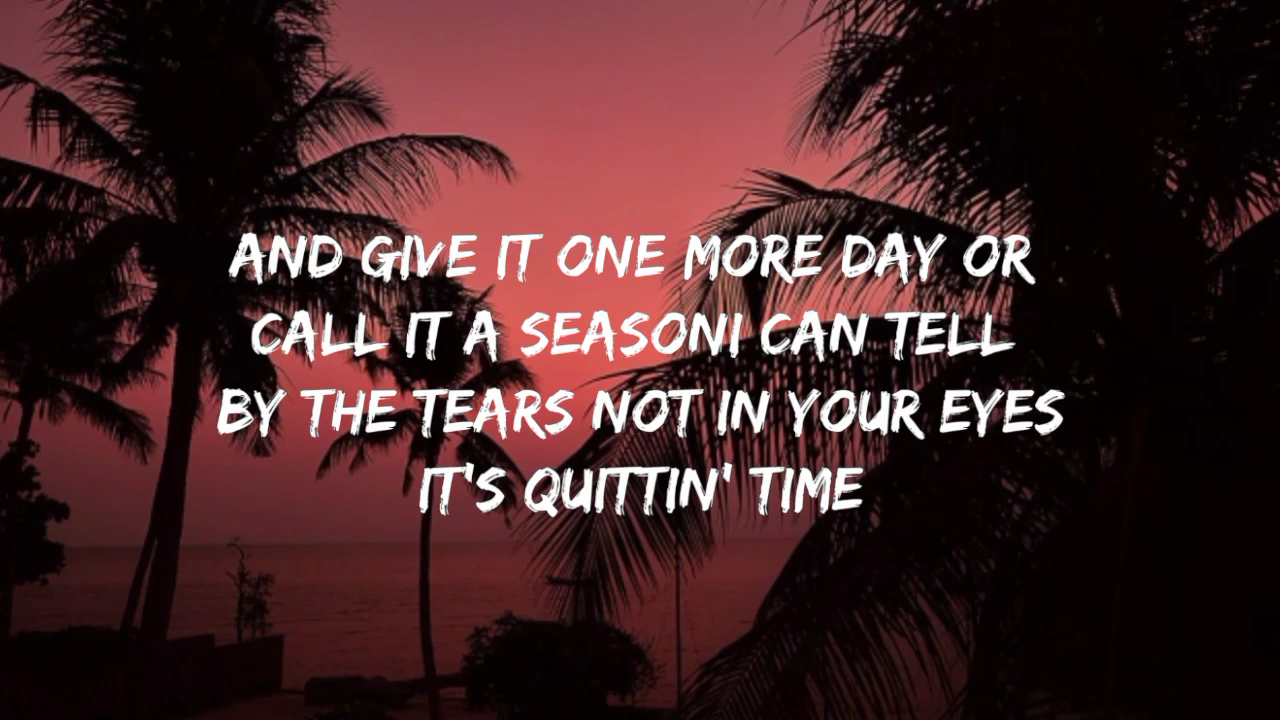 AND GIVE IT ONE MORE DAY OR
CALL IT A SEASONI CAN TELL
BY THE TEARS NOT IN YOUR EYES
IT'S QUITTIN' TIME